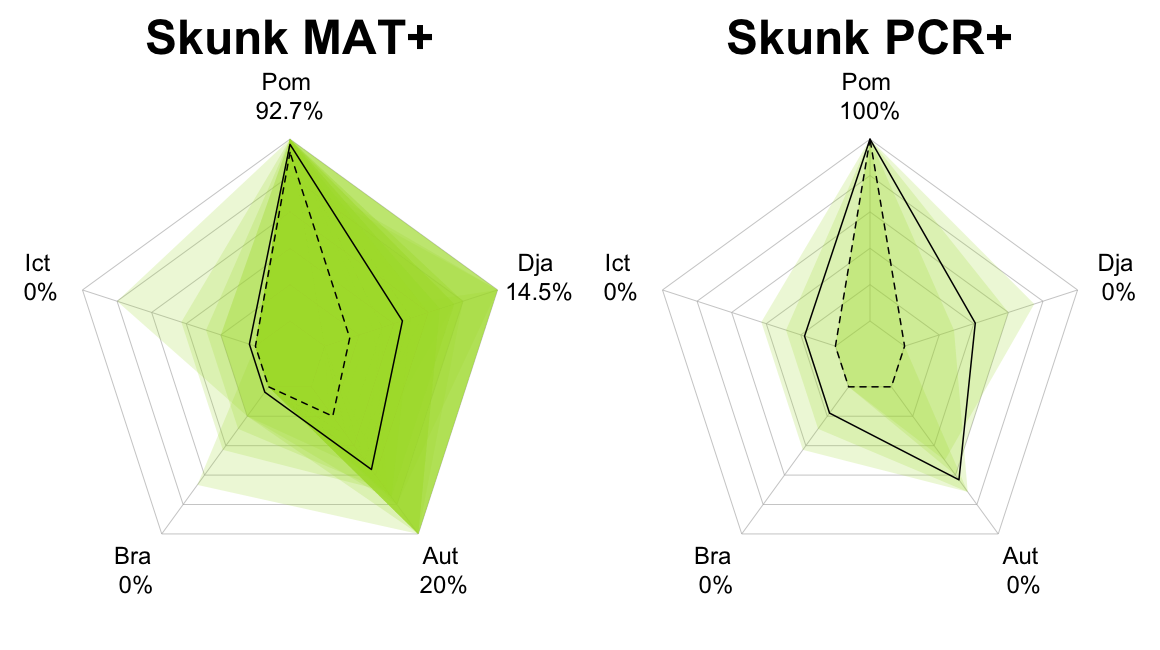 Skunk MAT+
Pom
92.7%
Ict
0%
Dja
14.5%
Bra
0%
Aut
20%
Skunk PCR+
Pom
100%
Ict
0%
Dja
0%
Bra
0%
Aut
0%